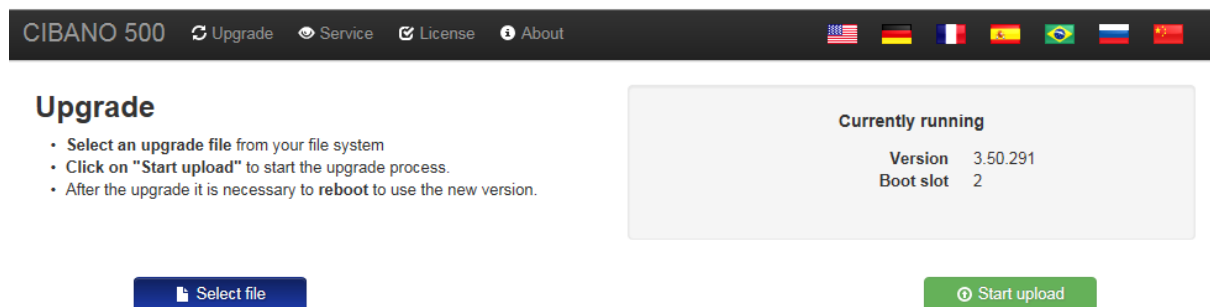 CIBANO 500 Upgrade Service License About
Upgrade
• Select an upgrade file from your file system
• Click on "Start upload" to start the upgrade process.
• After the upgrade it is necessary to reboot to use the new version.
Currently running
Version 3.50.291
Boot slot 2
Select file
Start upload